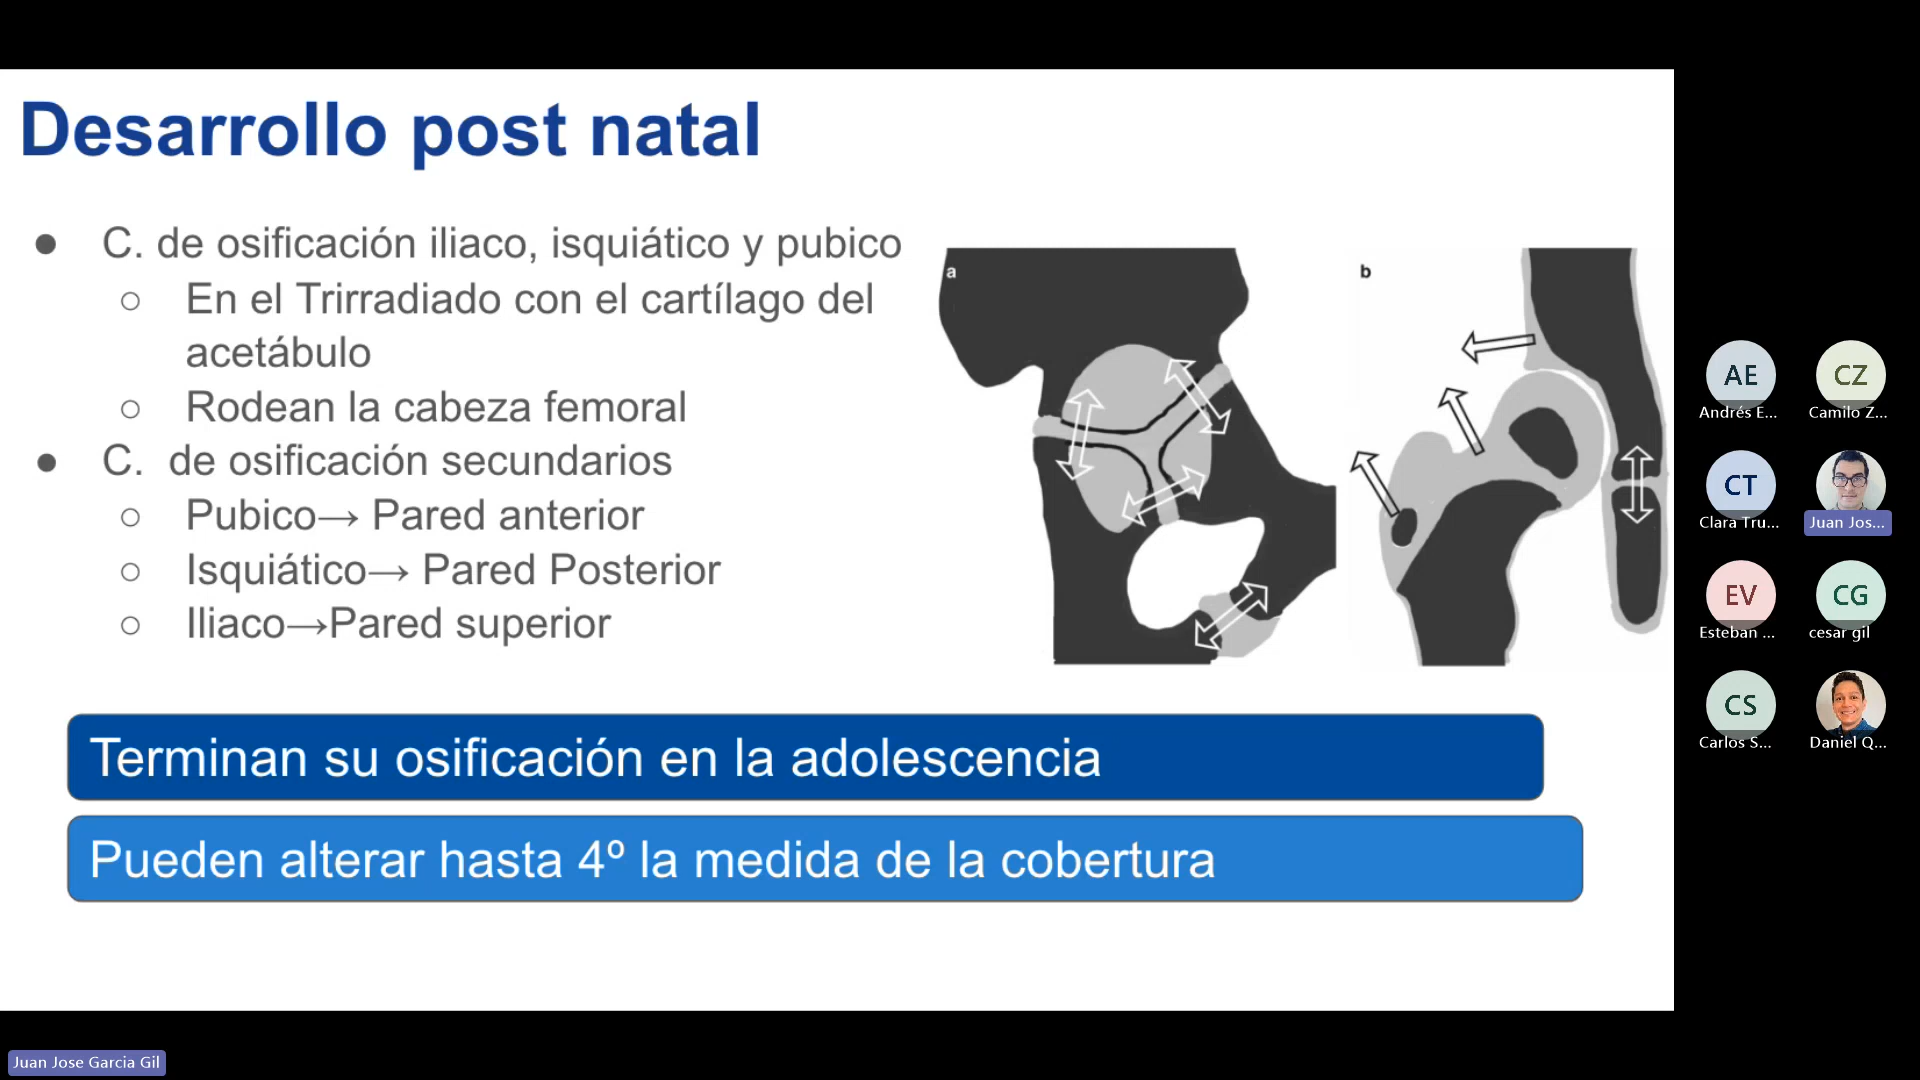 Desarrollo post natal
● C. de osificación iliaco, isquiático y pubico
○ En el Trirradiado con el cartílago del
acetábulo
○ Rodean la cabeza femoral
● C. de osificación secundarios
○ Pubico→ Pared anterior
○ Isquiático→ Pared Posterior
○ Iliaco→Pared superior
a
b
Terminan su osificación en la adolescencia
Pueden alterar hasta 4º la medida de la cobertura
AE
Andrés E...
CZ
Camilo Z...
CT
Clara Tru...
Juan Jos...
EV
Esteban ...
CG
cesar gil
CS
Carlos S...
Daniel Q...
Juan Jose Garcia Gil